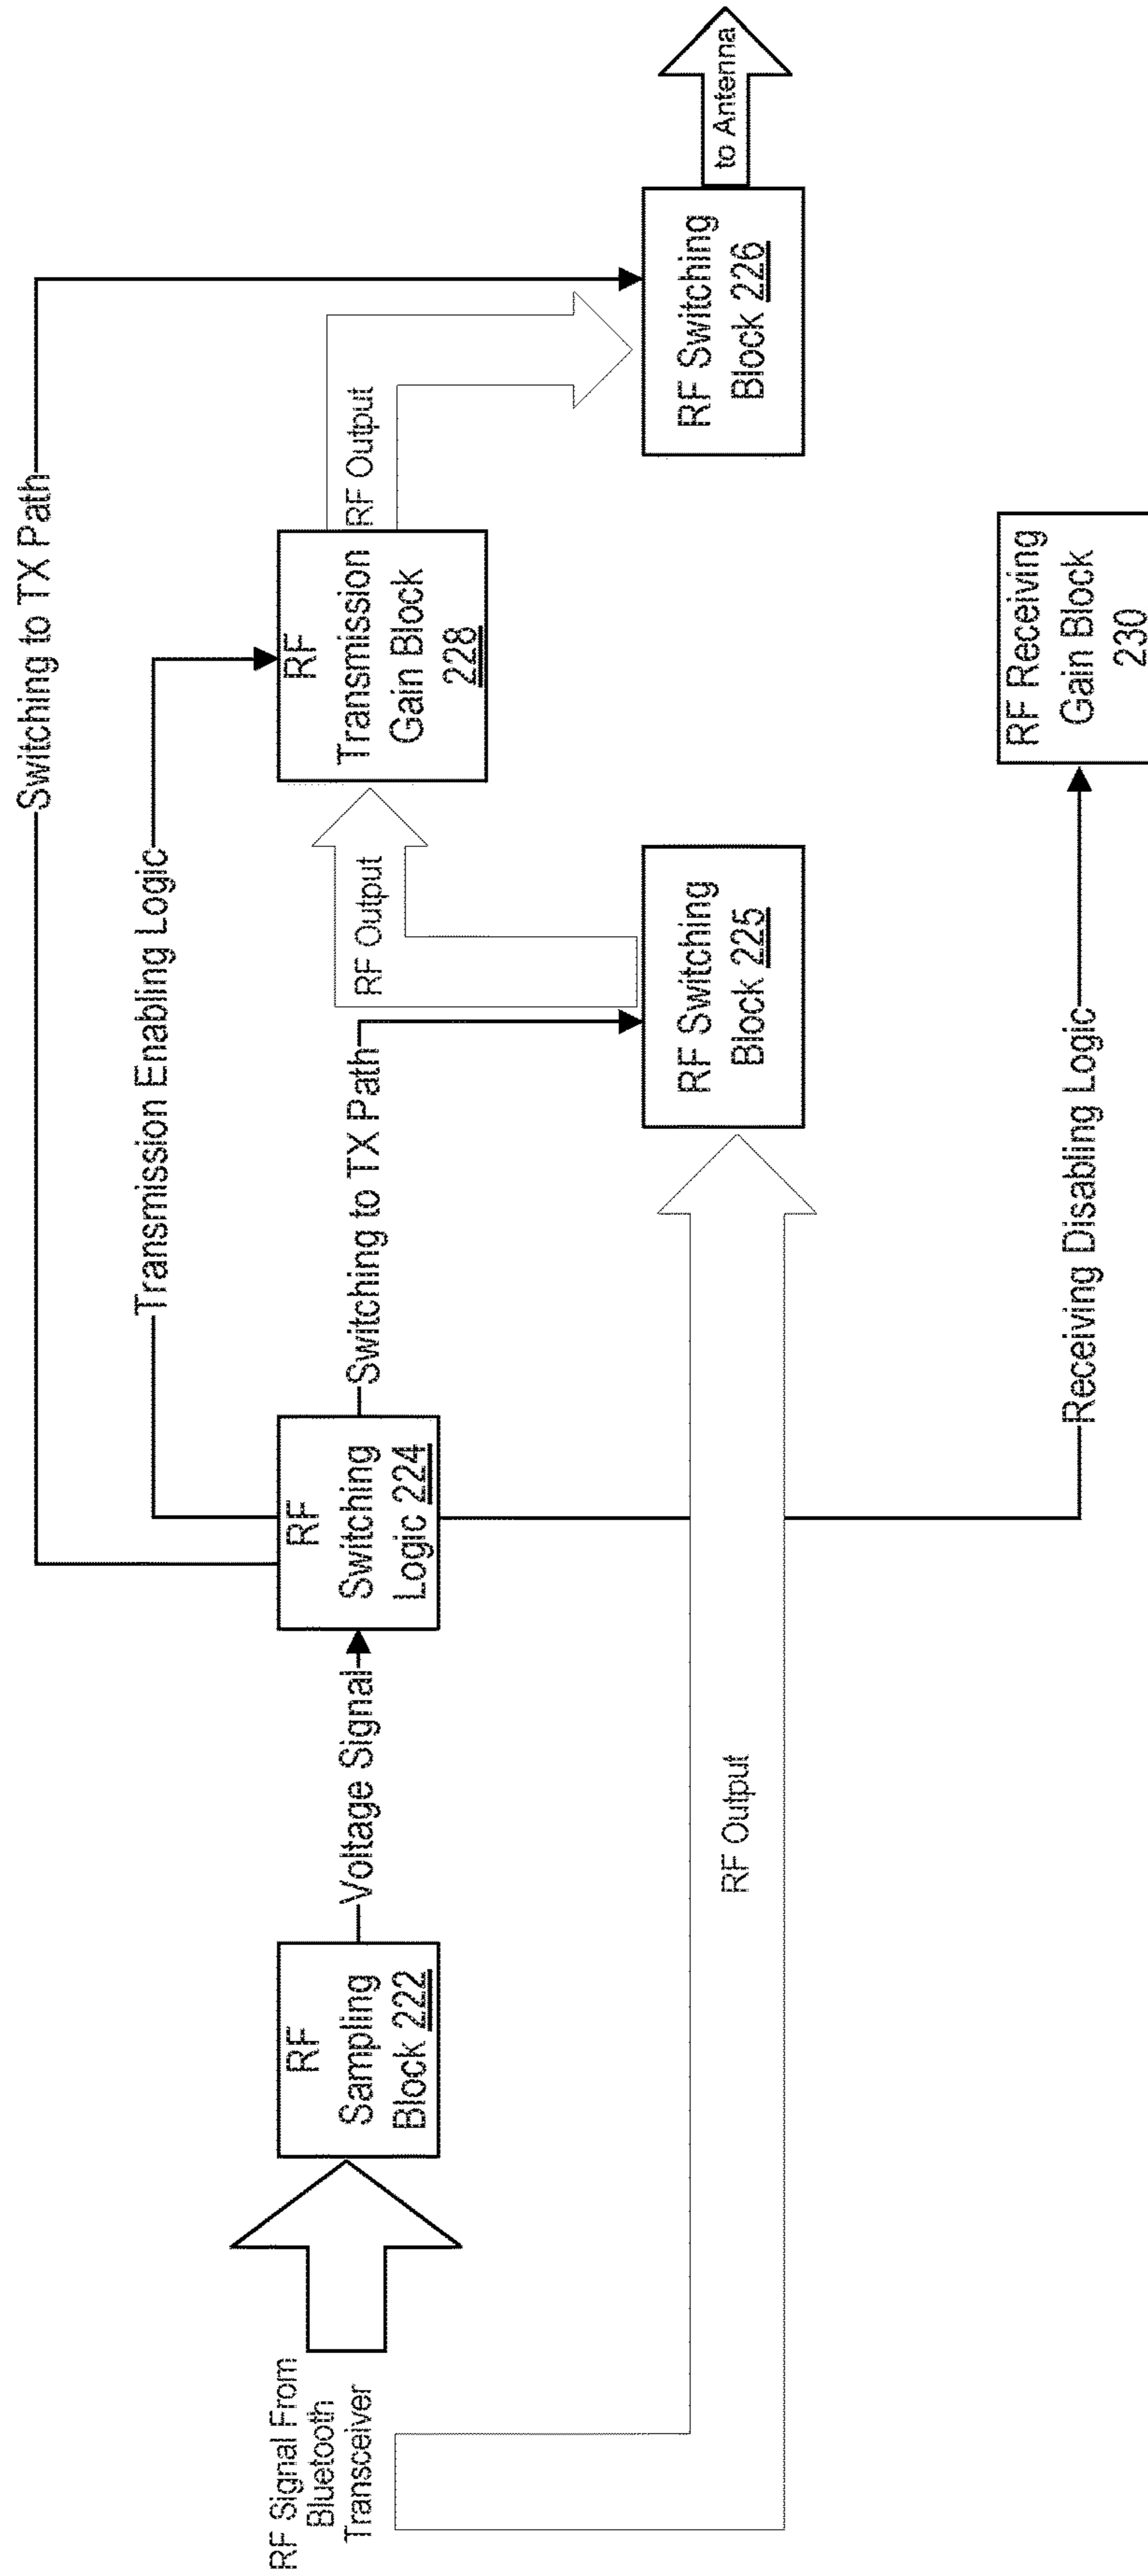 Switching to TX Path
Transmission Enabling Logic
RF Signal From
Bluetooth
Transceiver
RF
Sampling
Block 222
Voltage Signal
RF
Switching
Logic 224
Switching to TX Path
RF Output
RF
Transmission
Gain Block
228
RF Output
RF Output
RF Switching
Block 225
RF Switching
Block 226
to Antenna
Receiving Disabling Logic
RF Receiving
Gain Block
230